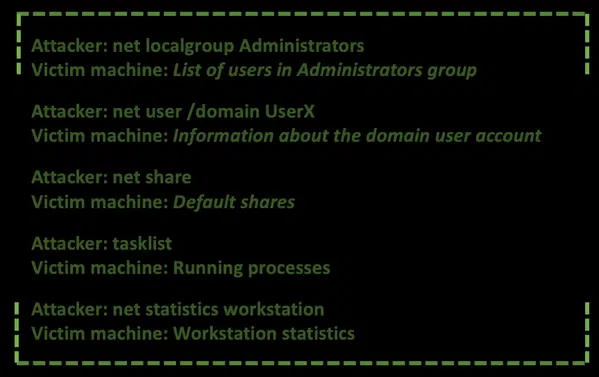 Attacker: net localgroup Administrators
Victim machine: List of users in Administrators group
Attacker: net user /domain UserX
Victim machine: Information about the domain user account
Attacker: net share
Victim machine: Default shares
Attacker: tasklist
Victim machine: Running processes
Attacker: net statistics workstation
Victim machine: Workstation statistics